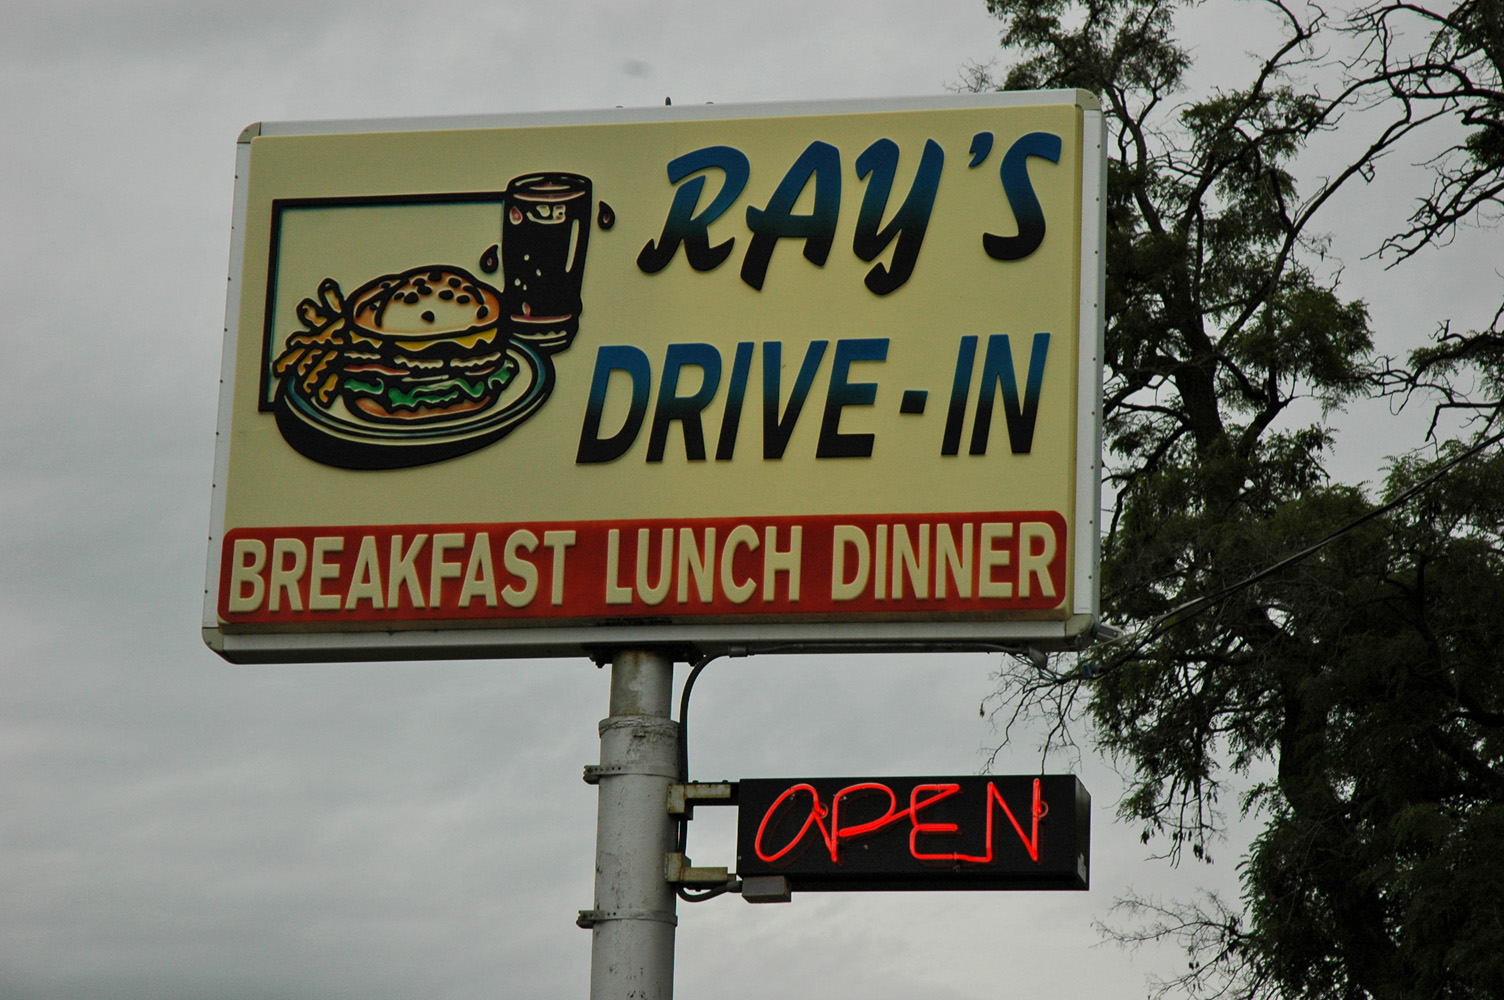 RAY'S
DRIVE-IN
BREAKFAST LUNCH DINNER
OPEN